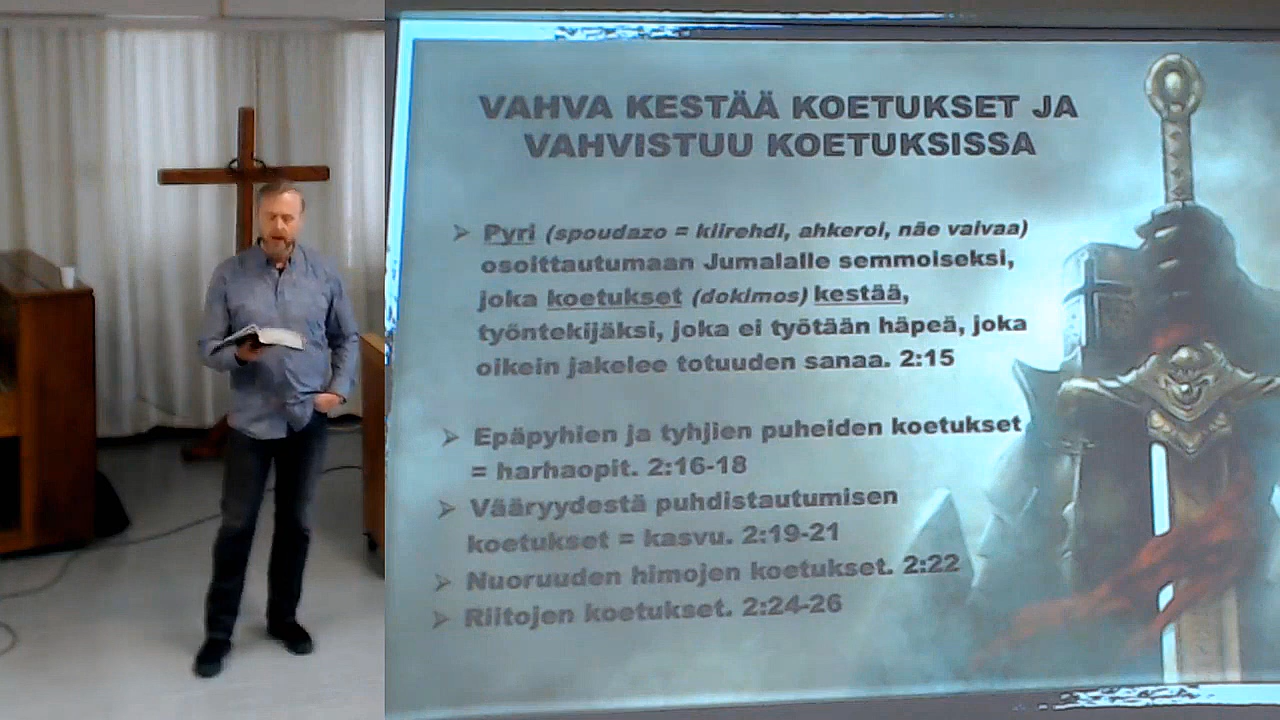 VAHVA KESTÄÄ KOETUKSET JA
VAHVISTUU KOETUKSISSA
➢ Pyri (spoudazo = kiirehdi, ahkeroi, näe vaivaa)
osoittautumaan Jumalalle semmoiseksi,
joka koetukset (dokimos) kestää,
työntekijäksi, joka ei työtään häpeä, joka
oikein jakelee totuuden sanaa. 2:15
➢ Epäpyhien ja tyhjien puheiden koetukset
= harhaopit. 2:16-18
➢ Vääryydestä puhdistautumisen
koetukset = kasvu. 2:19-21
➢ Nuoruuden himojen koetukset. 2:22
➢ Riitojen koetukset. 2:24-26